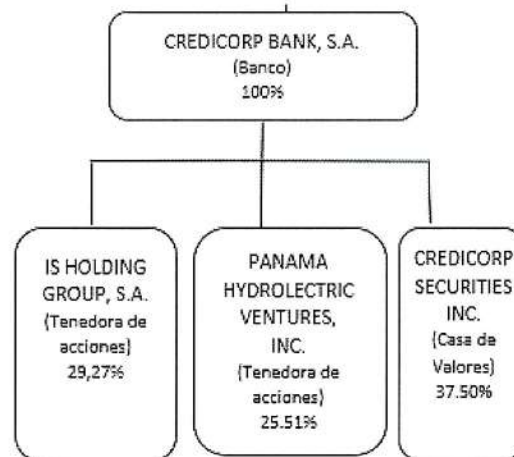 CREDICORP BANK, S.A.
(Banco)
100%
IS HOLDING
GROUP, S.A.
(Tenedora de
acciones)
29,27%
PANAMA
HYDROLECTRIC
VENTURES,
INC.
(Tenedora de
acciones)
25.51%
CREDICORP
SECURITIES
INC.
(Casa de
Valores)
37.50%